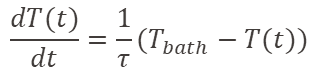 dT(t)/dt = 1/τ (T_bath − T(t))